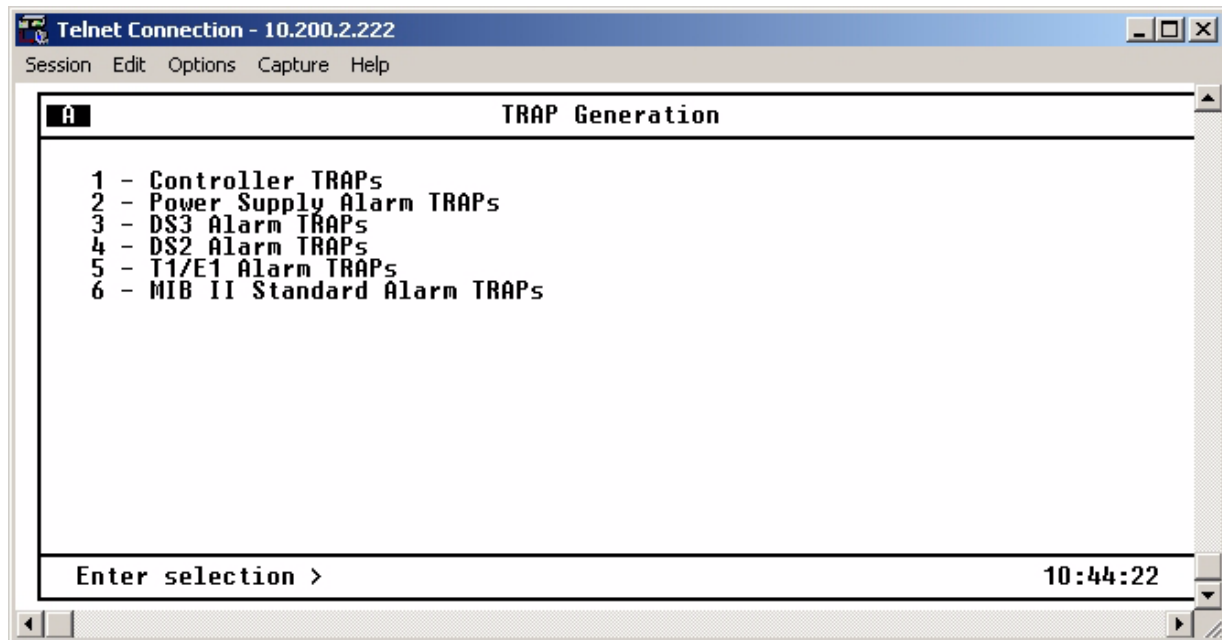 Telnet Connection - 10.200.2.222
Session Edit Options Capture Help
A TRAP Generation
1 - Controller TRAPs
2 - Power Supply Alarm TRAPs
3 - DS3 Alarm TRAPs
4 - DS2 Alarm TRAPs
5 - T1/E1 Alarm TRAPs
6 - MIB II Standard Alarm TRAPs
Enter selection > 10:44:22